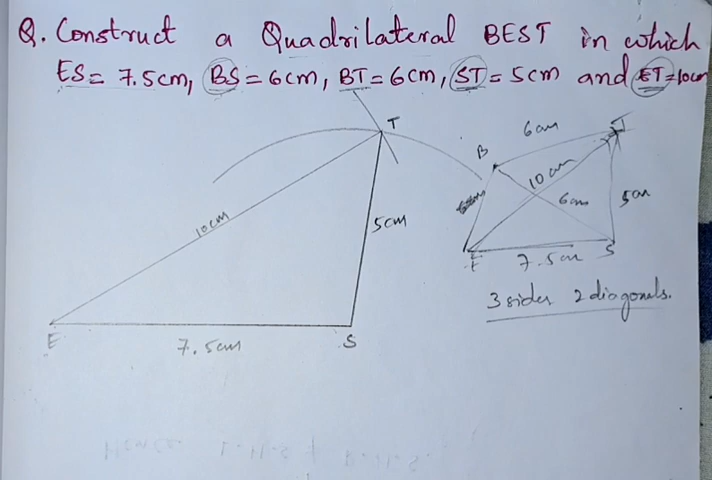 Q. Construct a Quadrilateral BEST in which
ES = 7.5cm, BS = 6cm, BT = 6cm, ST = 5cm and ET = 10cm
T
10cm
5cm
E
7.5cm
S
6cm
T
B
10cm
6cm
5cm
E
7.5cm
S
3 sides 2 diagonals.